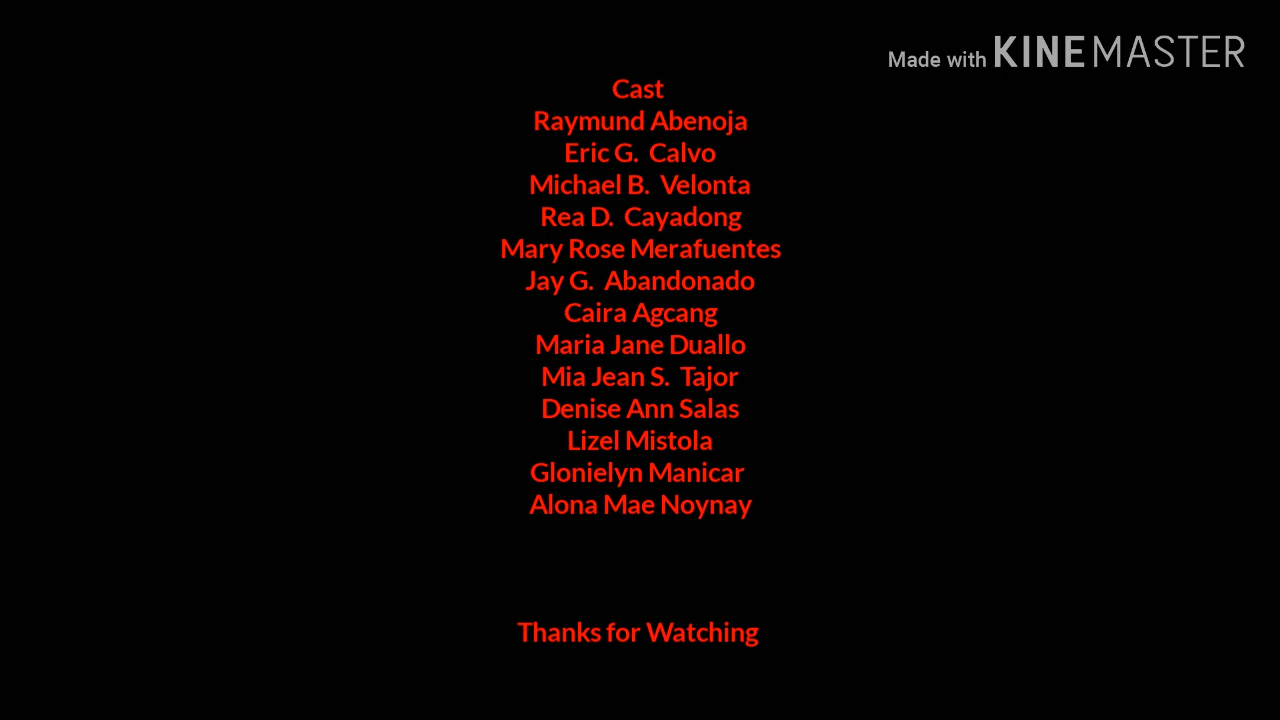 Made with KINEMASTER
Cast
Raymund Abenoja
Eric G.  Calvo
Michael B.  Velonta
Rea D.  Cayadong
Mary Rose Merafuentes
Jay G.  Abandonado
Caira Agcang
Maria Jane Duallo
Mia Jean S.  Tajor
Denise Ann Salas
Lizel Mistola
Glonielyn Manicar
Alona Mae Noynay
Thanks for Watching